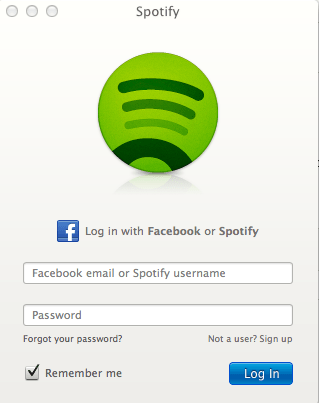 Spotify
Log in with Facebook or Spotify
Facebook email or Spotify username
Password
Forgot your password? Not a user? Sign up
Remember me Log In